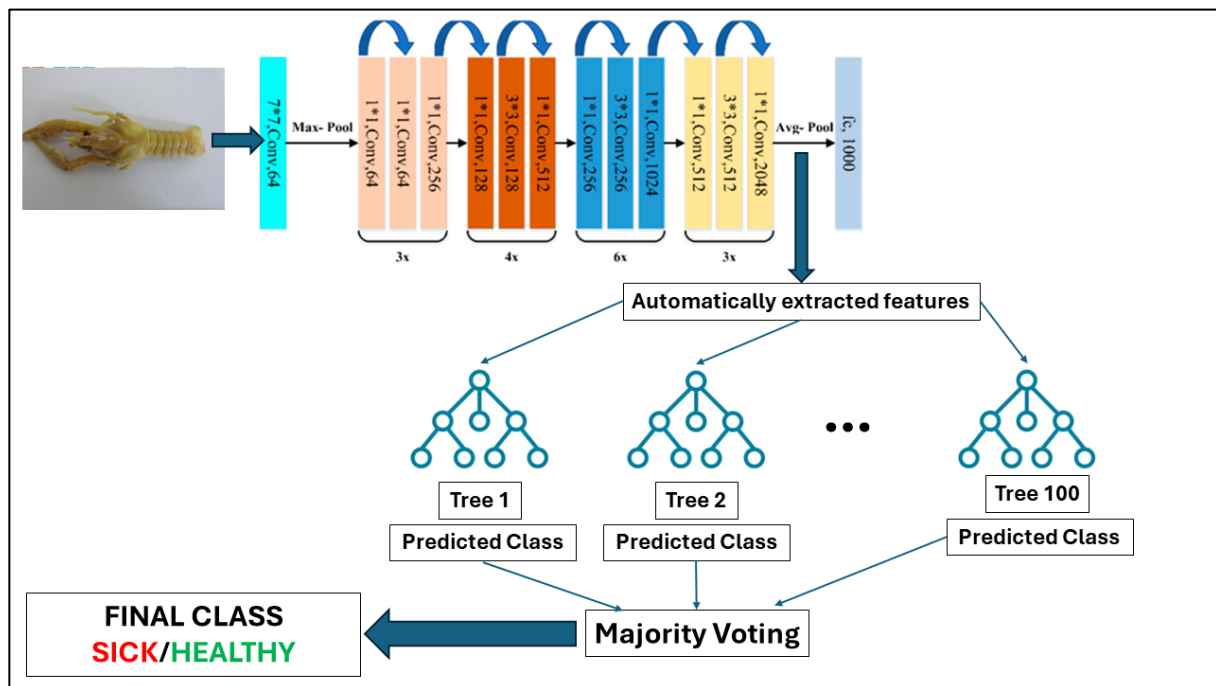 7*7,Conv,64
Max- Pool
1*1,Conv,64
1*1,Conv,64
1*1,Conv,256
3x
1*1,Conv,128
3*3,Conv,128
1*1,Conv,512
4x
1*1,Conv,256
3*3,Conv,256
1*1,Conv,1024
6x
1*1,Conv,512
3*3,Conv,512
1*1,Conv,2048
3x
Avg- Pool
fc, 1000
Automatically extracted features
...
Tree 1
Tree 2
Tree 100
Predicted Class
Predicted Class
Predicted Class
Majority Voting
FINAL CLASS
SICK/HEALTHY